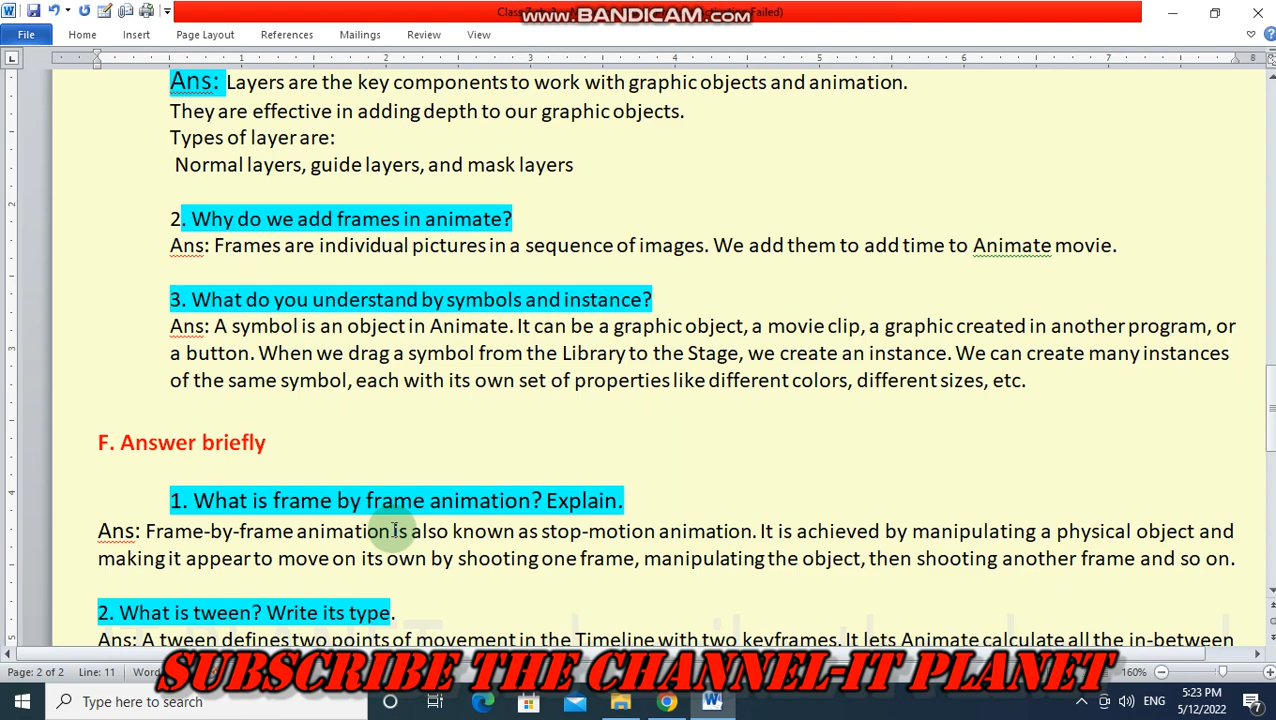 www.BANDICAM.com
Failed)
File Home Insert Page Layout References Mailings Review View
1 2 3 4 5 6 7 8
Ans: Layers are the key components to work with graphic objects and animation.
They are effective in adding depth to our graphic objects.
Types of layer are:
Normal layers, guide layers, and mask layers
2. Why do we add frames in animate?
Ans: Frames are individual pictures in a sequence of images. We add them to add time to Animate movie.
3. What do you understand by symbols and instance?
Ans: A symbol is an object in Animate. It can be a graphic object, a movie clip, a graphic created in another program, or
a button. When we drag a symbol from the Library to the Stage, we create an instance. We can create many instances
of the same symbol, each with its own set of properties like different colors, different sizes, etc.
F. Answer briefly
1. What is frame by frame animation? Explain.
Ans: Frame-by-frame animation is also known as stop-motion animation. It is achieved by manipulating a physical object and
making it appear to move on its own by shooting one frame, manipulating the object, then shooting another frame and so on.
2. What is tween? Write its type.
Ans: A tween defines two points of movement in the Timeline with two keyframes. It lets Animate calculate all the in-between
Page: 2 of 2 Line: 11 160%
SUBSCRIBE THE CHANNEL-IT PLANET
Type here to search
ENG
5:23 PM
5/12/2022
7